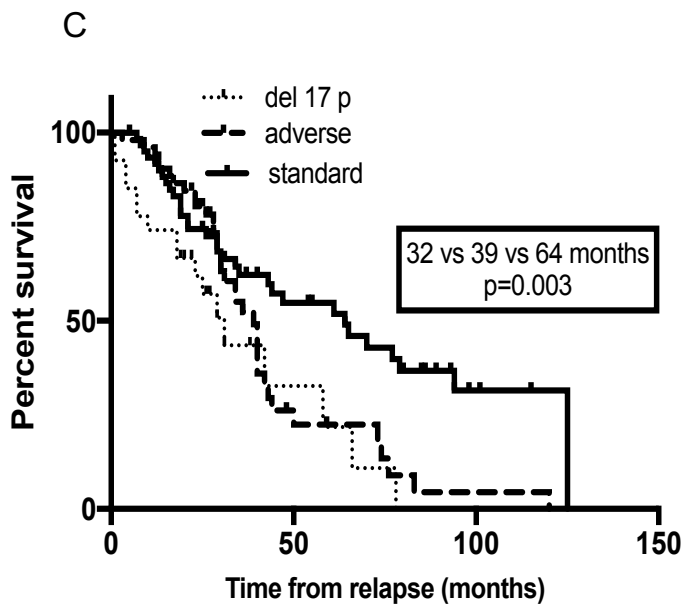 C
del 17 p
adverse
standard
32 vs 39 vs 64 months
p=0.003
Percent survival
100
50
0
0 50 100 150
Time from relapse (months)